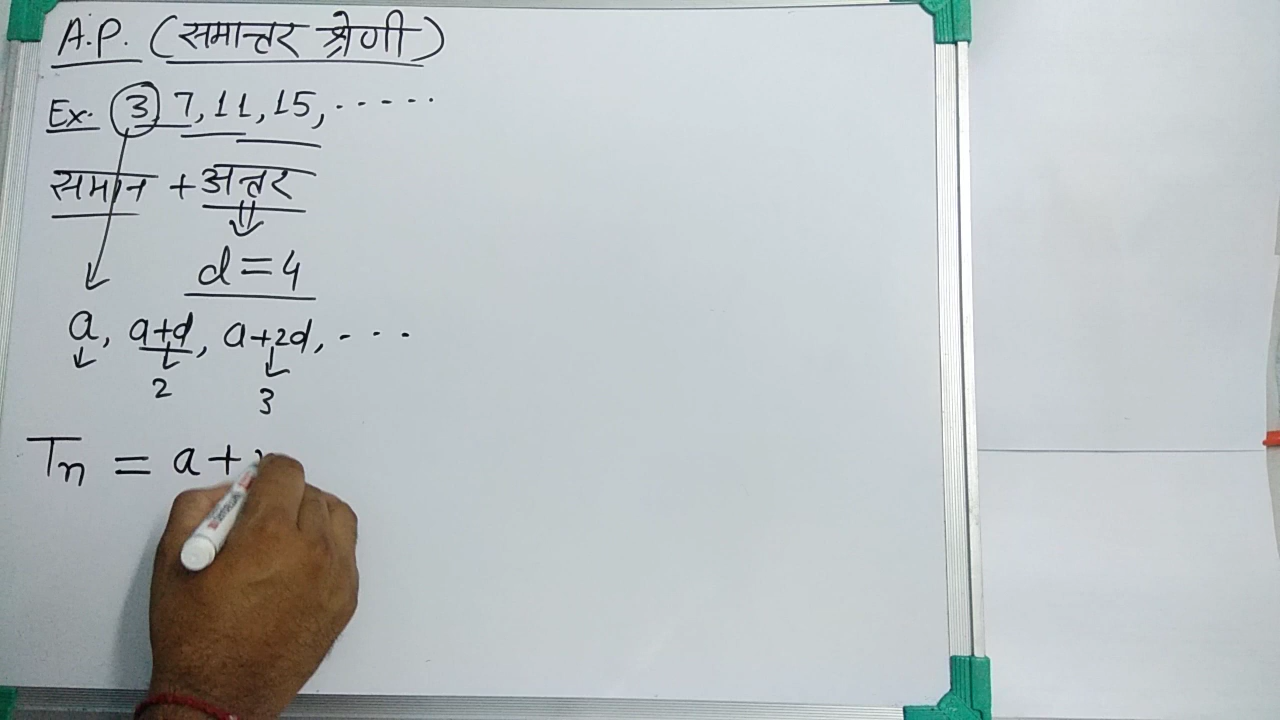 A.P. (समान्तर श्रेणी)
Ex. 3, 7, 11, 15, .....
समान + अन्तर
d = 4
a, a+d, a+2d, ...
2 3
Tn = a +